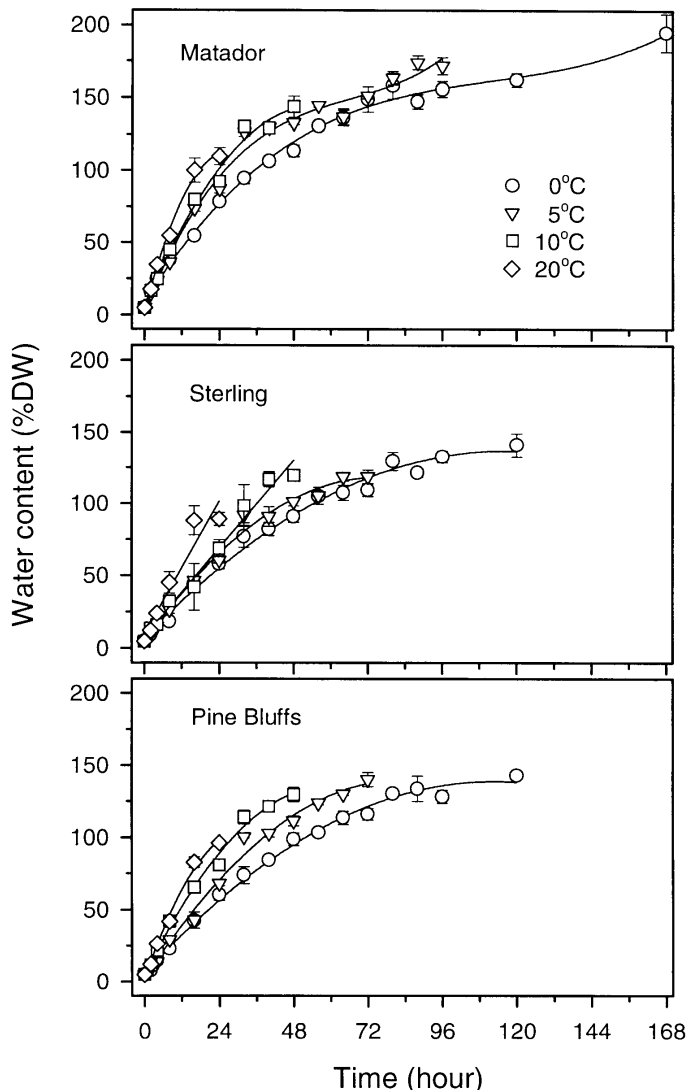 200
Matador
150
100
50
0
0°C
5°C
10°C
20°C
Water content (%DW)
200
Sterling
150
100
50
0
200
Pine Bluffs
150
100
50
0
0 24 48 72 96 120 144 168
Time (hour)